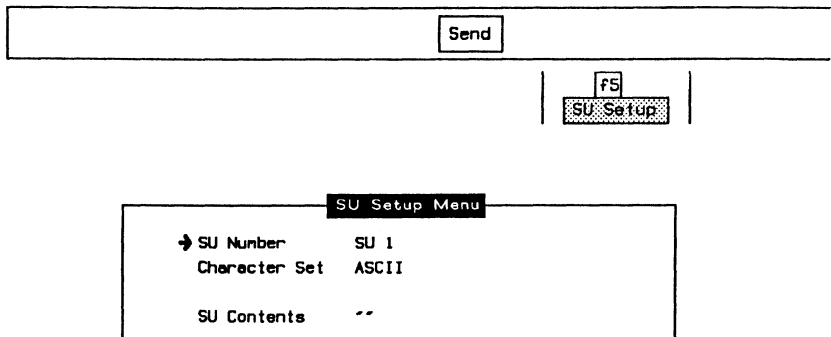 Send
f5
SU Setup
SU Setup Menu
→ SU Number SU 1
Character Set ASCII
SU Contents ""